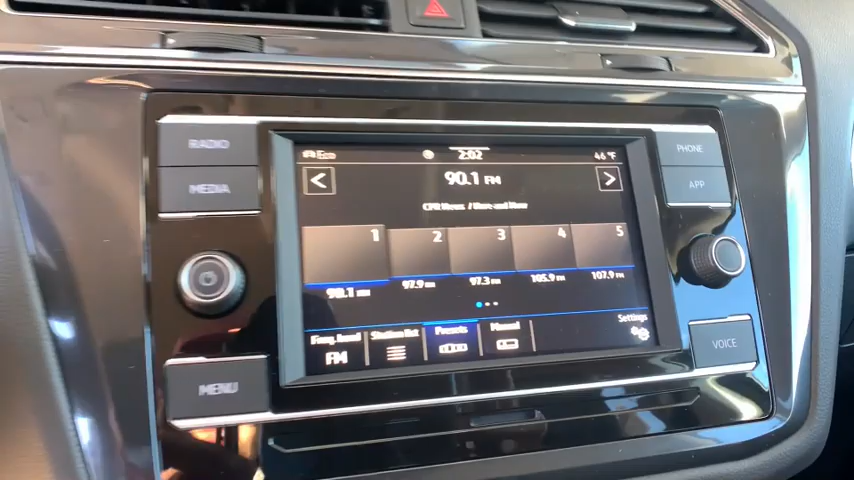 RADIO
MEDIA
MENU
PHONE
APP
VOICE
Eco
2:02
46°F
90.1 FM
CPR News /
1 2 3 4 5
90.1 FM 97.9 FM 97.3 FM 105.9 FM 107.9 FM
Freq. band Station list Presets Manual Settings
FM